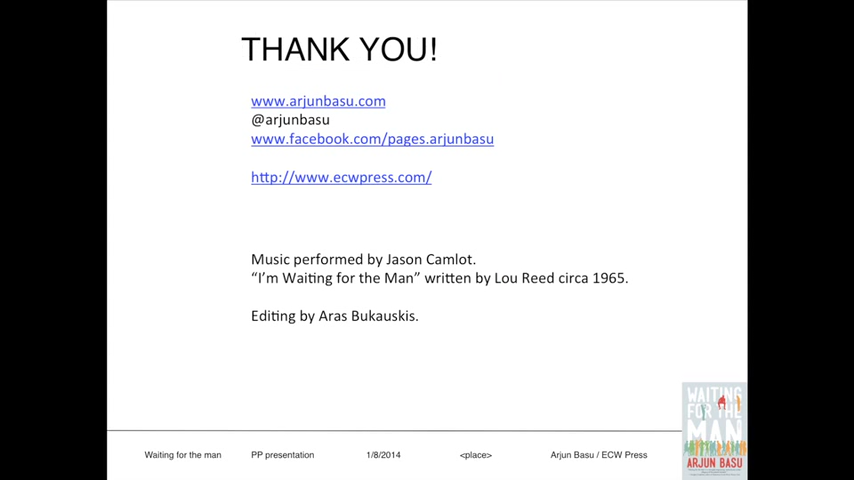 THANK YOU!
www.arjunbasu.com
@arjunbasu
www.facebook.com/pages.arjunbasu
http://www.ecwpress.com/
Music performed by Jason Camlot.
“I’m Waiting for the Man” written by Lou Reed circa 1965.
Editing by Aras Bukauskis.
WAITING
FOR THE
MAN
ARJUN BASU
Waiting for the man PP presentation 1/8/2014 <place> Arjun Basu / ECW Press